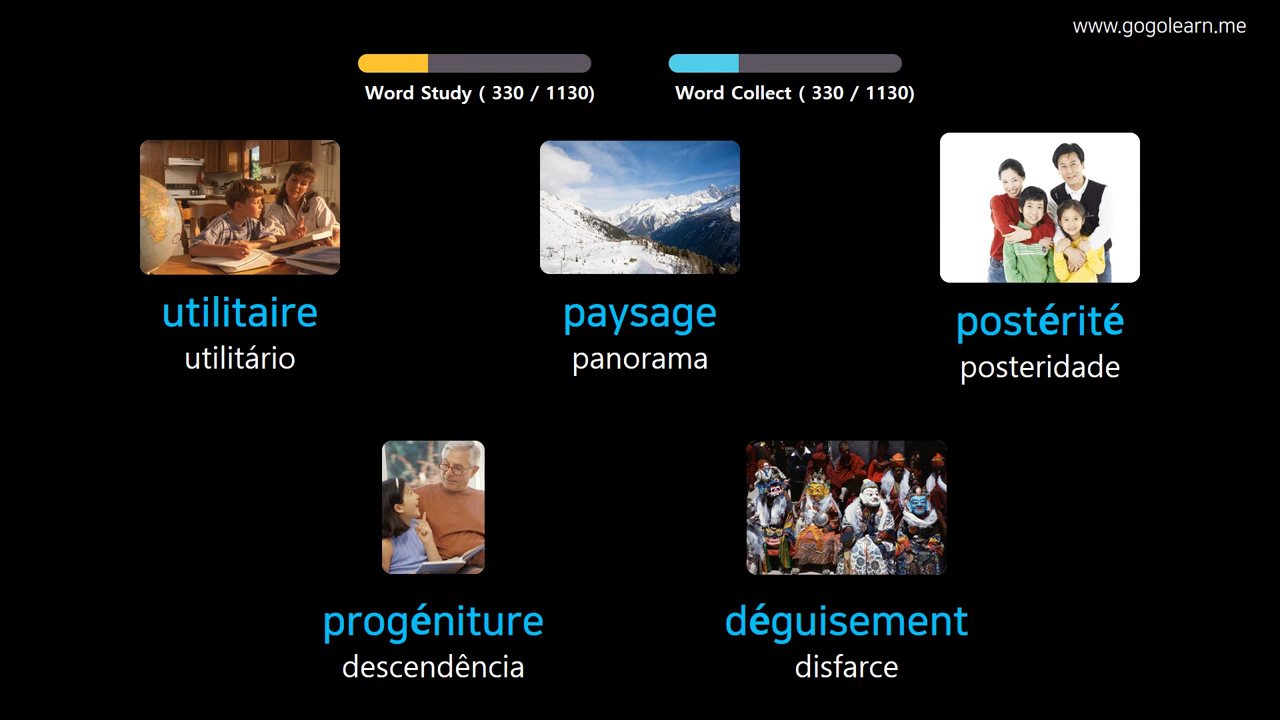 www.gogolearn.me
Word Study ( 330 / 1130)
Word Collect ( 330 / 1130)
utilitaire
utilitário
paysage
panorama
postérité
posteridade
progéniture
descendência
déguisement
disfarce